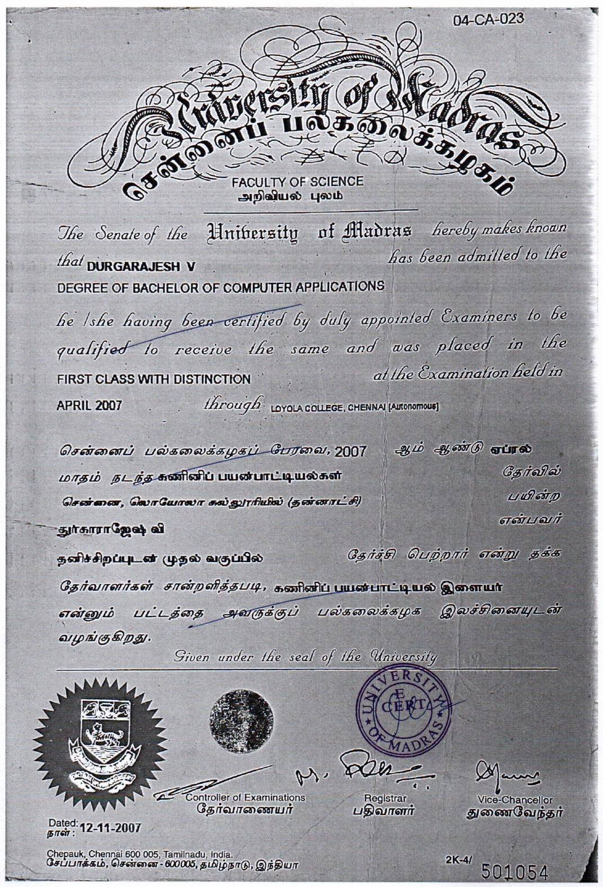 04-CA-023
University of Madras
சென்னைப் பல்கலைக்கழகம்
FACULTY OF SCIENCE
அறிவியல் புலம்
The Senate of the University of Madras hereby makes known
that DURGARAJESH V has been admitted to the
DEGREE OF BACHELOR OF COMPUTER APPLICATIONS
he /she having been certified by duly appointed Examiners to be
qualified to receive the same and was placed in the
FIRST CLASS WITH DISTINCTION at the Examination held in
APRIL 2007 through LOYOLA COLLEGE, CHENNAI [Autonomous]
சென்னைப் பல்கலைக்கழகப் பேரவை, 2007 ஆம் ஆண்டு ஏப்ரல்
மாதம் நடந்த கணினிப் பயன்பாட்டியல்கள் தேர்வில்
சென்னை, லொயோலா கல்லூரியில் (தன்னாட்சி) பயின்ற
துர்காராஜேஷ் வி என்பவர்
தனிச்சிறப்புடன் முதல் வகுப்பில் தேர்ச்சி பெற்றார் என்று தக்க
தேர்வாளர்கள் சான்றளித்தபடி, கணினிப் பயன்பாட்டியல் இளையர்
என்னும் பட்டத்தை அவருக்குப் பல்கலைக்கழக இலச்சினையுடன்
வழங்குகிறது.
Given under the seal of the University
UNIVERSITY
CERT.
OF MADRAS
Controller of Examinations Registrar Vice-Chancellor
தேர்வாணையர் பதிவாளர் துணைவேந்தர்
Dated: 12-11-2007
நாள் :
Chepauk, Chennai 600 005, Tamilnadu, India.
சேப்பாக்கம், சென்னை - 600005, தமிழ்நாடு, இந்தியா
2K-4/ 501054